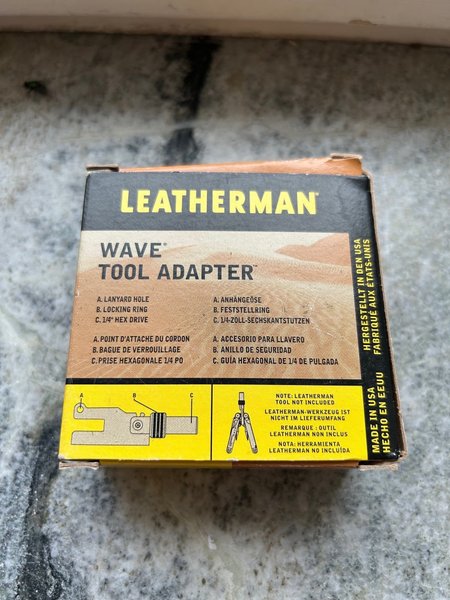 LEATHERMAN®
WAVE®
TOOL ADAPTER™
A. LANYARD HOLE
B. LOCKING RING
C. 1/4" HEX DRIVE
A. ANHÄNGEÖSE
B. FESTSTELLRING
C. 1/4-ZOLL-SECHSKANTSTUTZEN
A. POINT D'ATTACHE DU CORDON
B. BAGUE DE VERROUILLAGE
C. PRISE HEXAGONALE 1/4 PO
A. ACCESORIO PARA LLAVERO
B. ANILLO DE SEGURIDAD
C. GUÍA HEXAGONAL DE 1/4 DE PULGADA
A
B
C
NOTE: LEATHERMAN
TOOL NOT INCLUDED
LEATHERMAN-WERKZEUG IST
NICHT IM LIEFERUMFANG
REMARQUE : OUTIL
LEATHERMAN NON INCLUS
NOTA: HERRAMIENTA
LEATHERMAN NO INCLUÍDA
HERGESTELLT IN DEN USA
FABRIQUÉ AUX ÉTATS-UNIS
MADE IN USA
HECHO EN EEUU